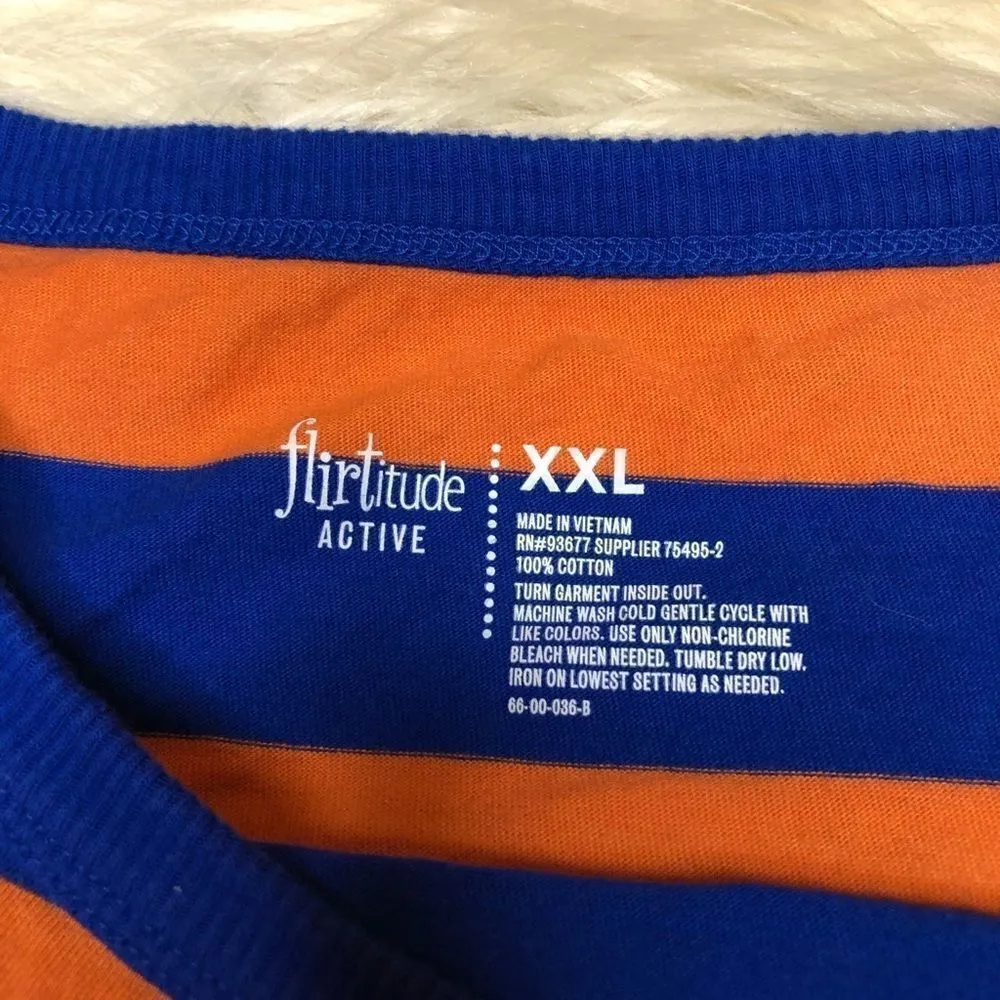 flirtitude
ACTIVE
XXL
MADE IN VIETNAM
RN#93677 SUPPLIER 75495-2
100% COTTON
TURN GARMENT INSIDE OUT.
MACHINE WASH COLD GENTLE CYCLE WITH
LIKE COLORS. USE ONLY NON-CHLORINE
BLEACH WHEN NEEDED. TUMBLE DRY LOW.
IRON ON LOWEST SETTING AS NEEDED.
66-00-036-B